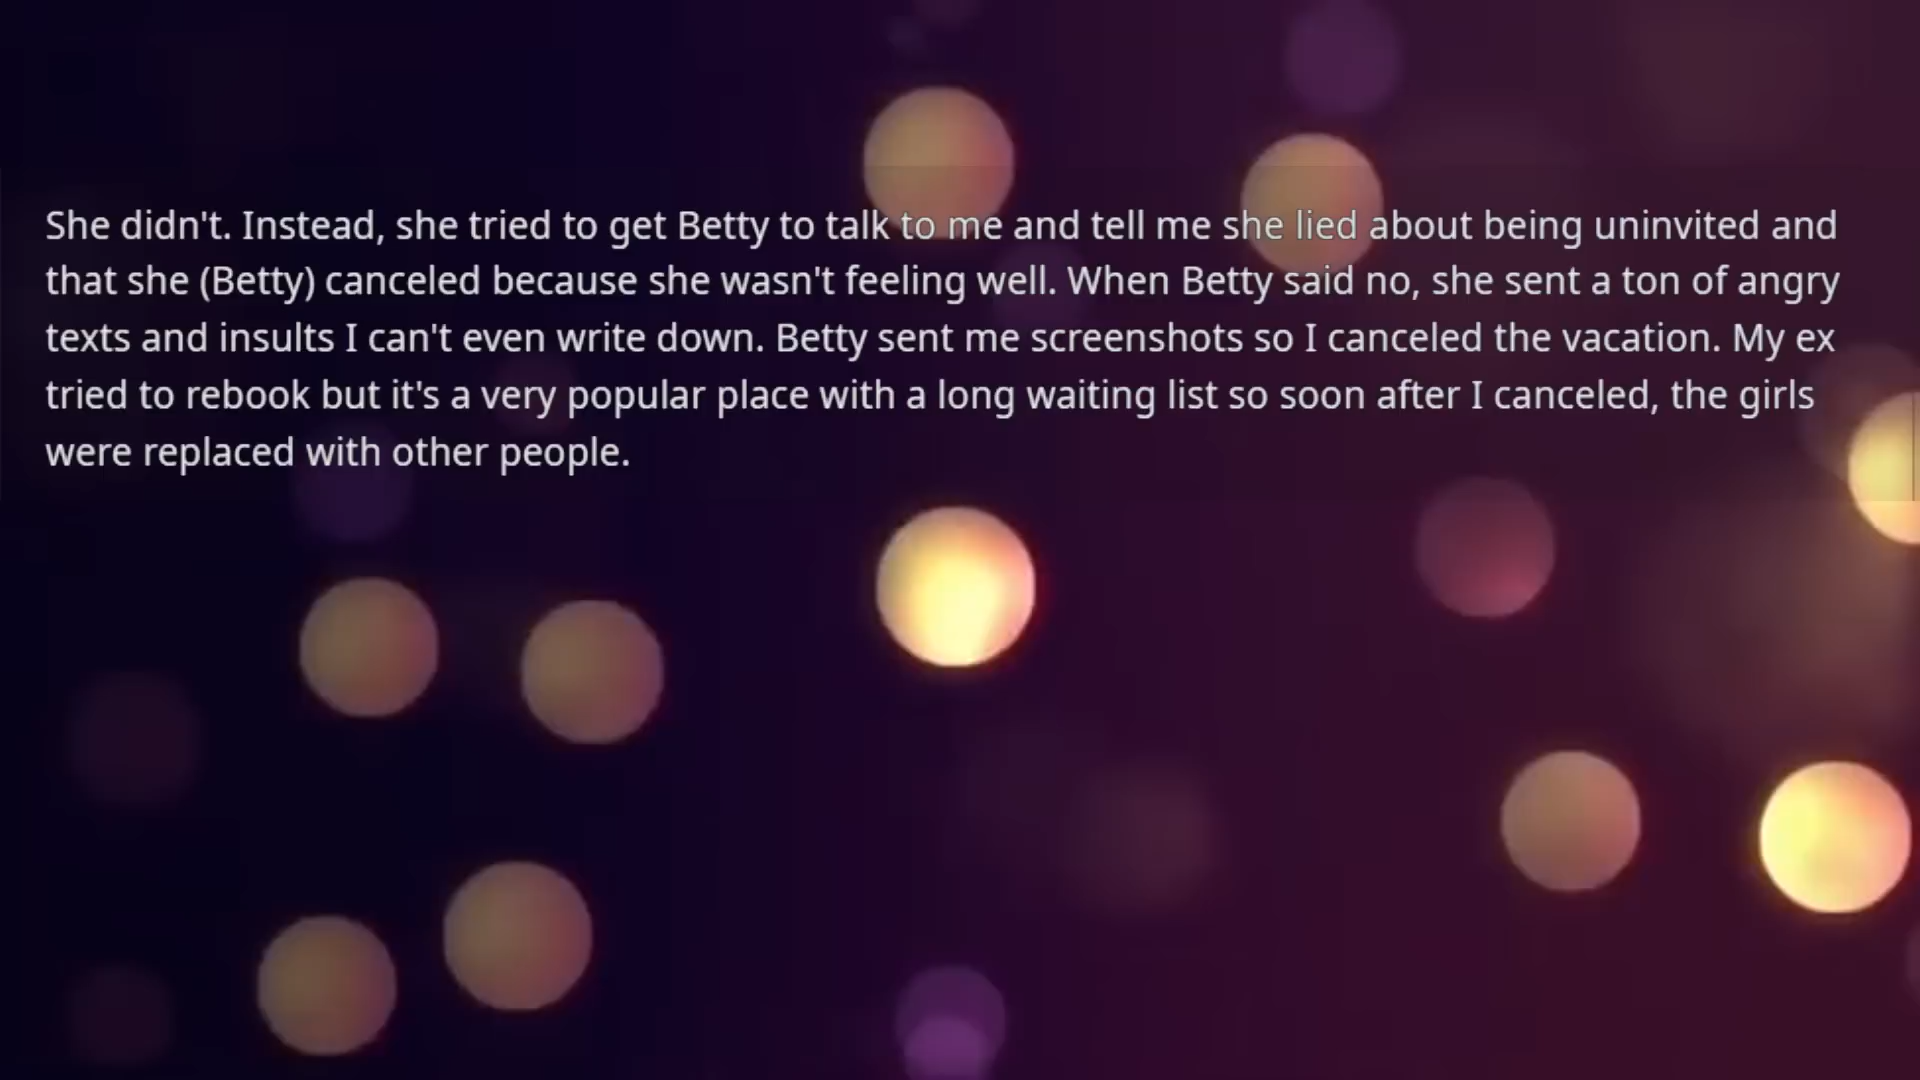 She didn't. Instead, she tried to get Betty to talk to me and tell me she lied about being uninvited and
that she (Betty) canceled because she wasn't feeling well. When Betty said no, she sent a ton of angry
texts and insults I can't even write down. Betty sent me screenshots so I canceled the vacation. My ex
tried to rebook but it's a very popular place with a long waiting list so soon after I canceled, the girls
were replaced with other people.